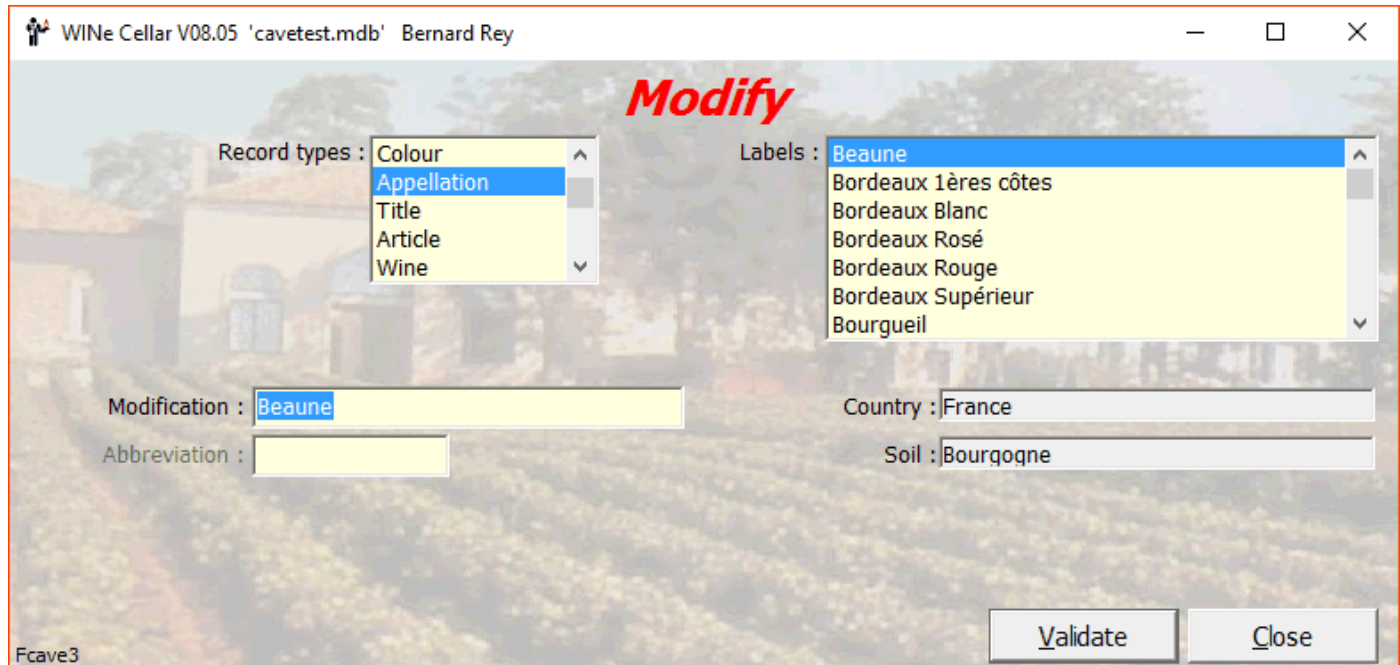 WINe Cellar V08.05 'cavetest.mdb' Bernard Rey
Modify
Record types :
Colour
Appellation
Title
Article
Wine
Labels :
Beaune
Bordeaux 1ères côtes
Bordeaux Blanc
Bordeaux Rosé
Bordeaux Rouge
Bordeaux Supérieur
Bourgueil
Modification : Beaune
Abbreviation :
Country : France
Soil : Bourgogne
Validate
Close
Fcave3